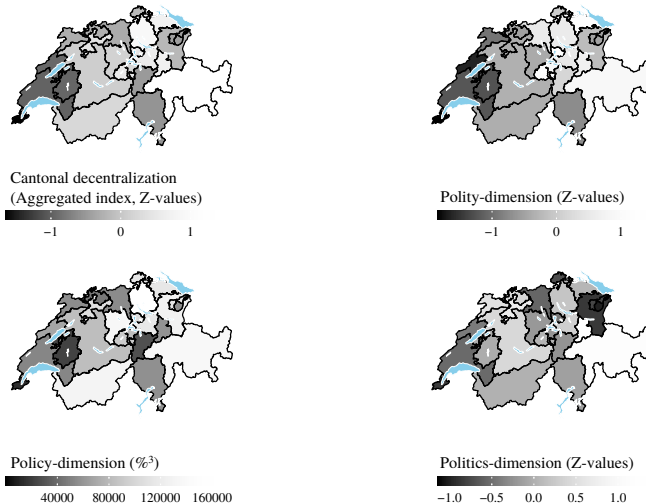 Cantonal decentralization
(Aggregated index, Z-values)
−1 0 1
Polity-dimension (Z-values)
−1 0 1
Policy-dimension (%³)
40000 80000 120000 160000
Politics-dimension (Z-values)
−1.0 −0.5 0.0 0.5 1.0